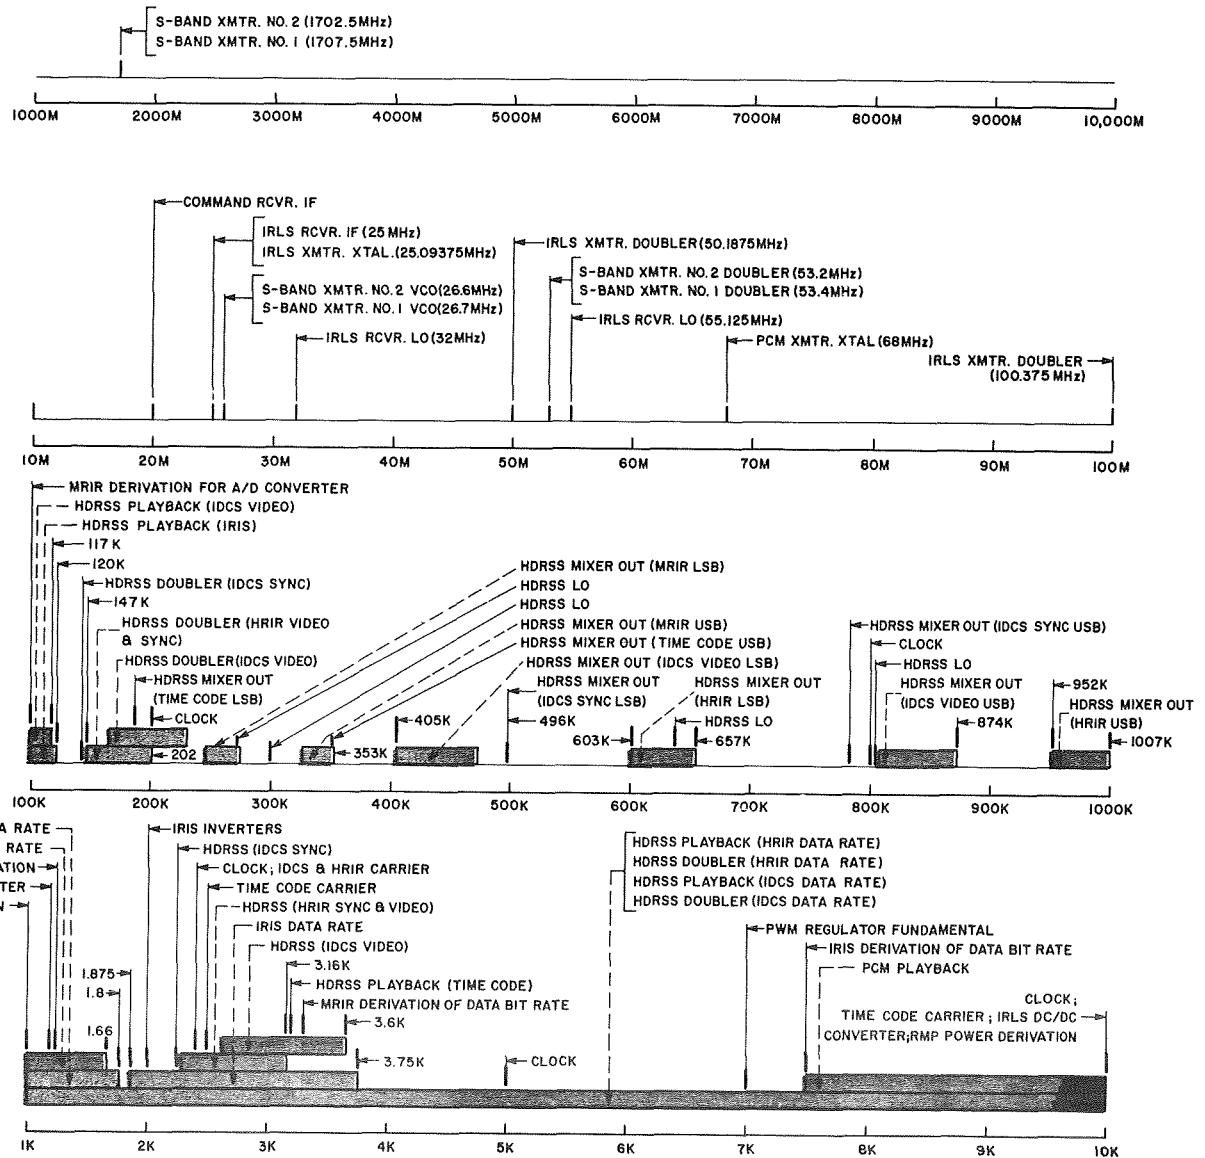 S-BAND XMTR. NO. 2 (1702.5MHz)
S-BAND XMTR. NO. 1 (1707.5MHz)
1000M 2000M 3000M 4000M 5000M 6000M 7000M 8000M 9000M 10,000M
COMMAND RCVR. IF
IRLS RCVR. IF (25 MHz)
IRLS XMTR. XTAL.(25.09375MHz)
S-BAND XMTR. NO. 2 VCO(26.6MHz)
S-BAND XMTR. NO. 1 VCO(26.7MHz)
IRLS RCVR. LO (32MHz)
IRLS XMTR. DOUBLER (50.1875MHz)
S-BAND XMTR. NO. 2 DOUBLER (53.2MHz)
S-BAND XMTR. NO. 1 DOUBLER (53.4MHz)
IRLS RCVR. LO (55.125MHz)
PCM XMTR. XTAL (68MHz)
IRLS XMTR. DOUBLER
(100.375 MHz)
10M 20M 30M 40M 50M 60M 70M 80M 90M 100M
MRIR DERIVATION FOR A/D CONVERTER
HDRSS PLAYBACK (IDCS VIDEO)
HDRSS PLAYBACK (IRIS)
117 K
120K
HDRSS DOUBLER (IDCS SYNC)
147 K
HDRSS DOUBLER (HRIR VIDEO
& SYNC)
HDRSS DOUBLER(IDCS VIDEO)
HDRSS MIXER OUT
(TIME CODE LSB)
CLOCK
202
HDRSS MIXER OUT (MRIR LSB)
HDRSS LO
HDRSS LO
HDRSS MIXER OUT (MRIR USB)
HDRSS MIXER OUT (TIME CODE USB)
HDRSS MIXER OUT (IDCS VIDEO LSB)
HDRSS MIXER OUT
(IDCS SYNC LSB)
496K
405K
353K
HDRSS MIXER OUT
(HRIR LSB)
HDRSS LO
603K
657K
HDRSS MIXER OUT (IDCS SYNC USB)
CLOCK
HDRSS LO
HDRSS MIXER OUT
(IDCS VIDEO USB)
874K
952K
HDRSS MIXER OUT
(HRIR USB)
1007K
100K 200K 300K 400K 500K 600K 700K 800K 900K 1000K
A RATE
RATE
ATION
TER
N
IRIS INVERTERS
HDRSS (IDCS SYNC)
CLOCK; IDCS & HRIR CARRIER
TIME CODE CARRIER
HDRSS (HRIR SYNC & VIDEO)
IRIS DATA RATE
HDRSS (IDCS VIDEO)
3.16K
HDRSS PLAYBACK (TIME CODE)
MRIR DERIVATION OF DATA BIT RATE
3.6K
3.75K
1.875
1.8
1.66
CLOCK
HDRSS PLAYBACK (HRIR DATA RATE)
HDRSS DOUBLER (HRIR DATA RATE)
HDRSS PLAYBACK (IDCS DATA RATE)
HDRSS DOUBLER (IDCS DATA RATE)
PWM REGULATOR FUNDAMENTAL
IRIS DERIVATION OF DATA BIT RATE
PCM PLAYBACK
CLOCK;
TIME CODE CARRIER ; IRLS DC/DC
CONVERTER;RMP POWER DERIVATION
1K 2K 3K 4K 5K 6K 7K 8K 9K 10K